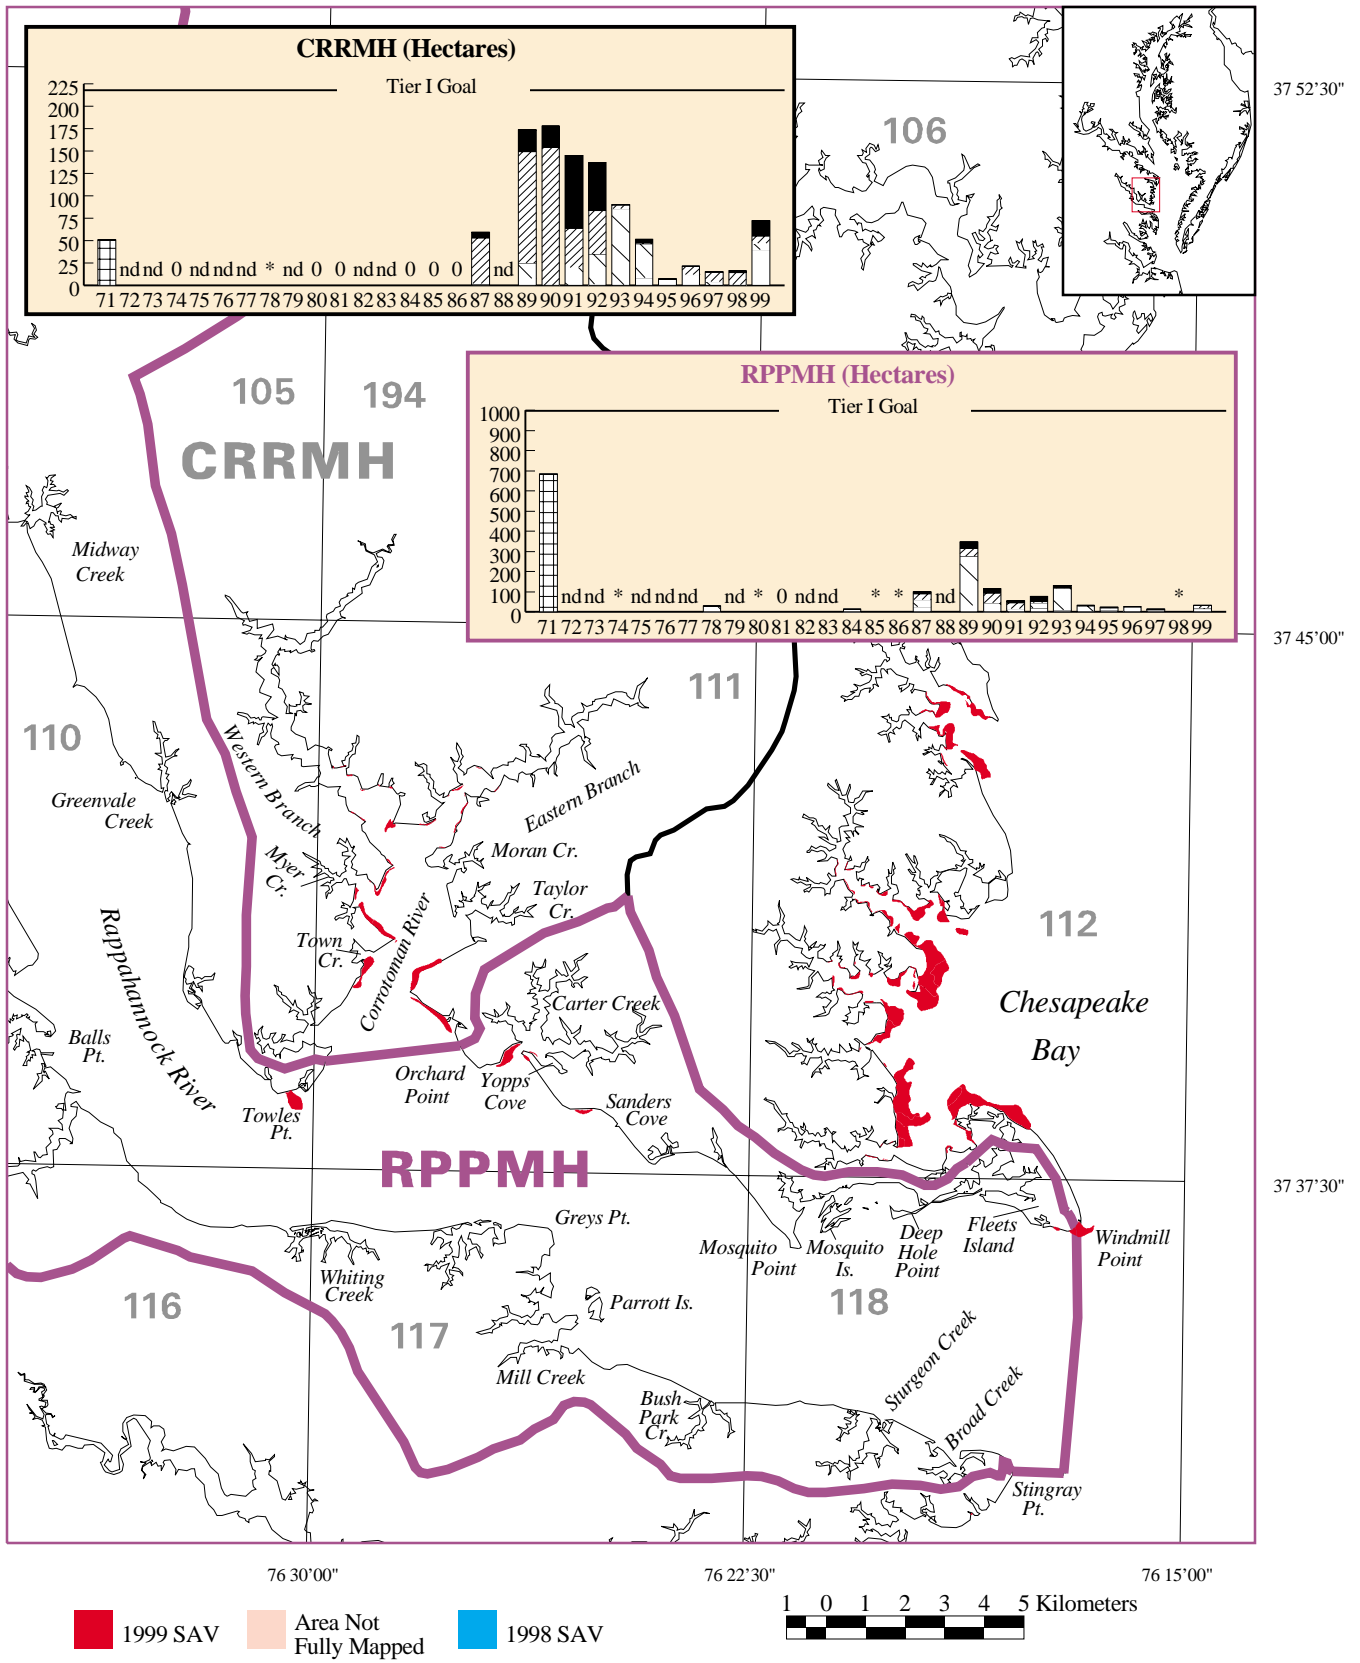 CRRMH (Hectares)
Tier I Goal
225
200
175
150
125
100
75
50
25
0
nd nd 0 nd nd nd * nd 0 0 nd nd 0 0 0 nd
71 72 73 74 75 76 77 78 79 80 81 82 83 84 85 86 87 88 89 90 91 92 93 94 95 96 97 98 99
106
37 52'30"
RPPMH (Hectares)
Tier I Goal
1000
900
800
700
600
500
400
300
200
100
0
nd nd * nd nd nd nd * 0 nd nd * * nd *
71 72 73 74 75 76 77 78 79 80 81 82 83 84 85 86 87 88 89 90 91 92 93 94 95 96 97 98 99
105
194
CRRMH
Midway
Creek
37 45'00"
111
110
Western Branch
Greenvale
Creek
Eastern Branch
Moran Cr.
Myer
Cr.
Taylor
Cr.
Rappahannock River
Town
Cr.
Corrotoman River
112
Chesapeake
Bay
Carter Creek
Balls
Pt.
Orchard
Point
Yopps
Cove
Towles
Pt.
Sanders
Cove
RPPMH
37 37'30"
Greys Pt.
Mosquito
Point
Mosquito
Is.
Deep
Hole
Point
Fleets
Island
Windmill
Point
Whiting
Creek
116
117
118
Parrott Is.
Mill Creek
Bush
Park
Cr.
Sturgeon Creek
Broad Creek
Stingray
Pt.
76 30'00"
76 22'30"
76 15'00"
1999 SAV
Area Not
Fully Mapped
1998 SAV
1 0 1 2 3 4 5 Kilometers